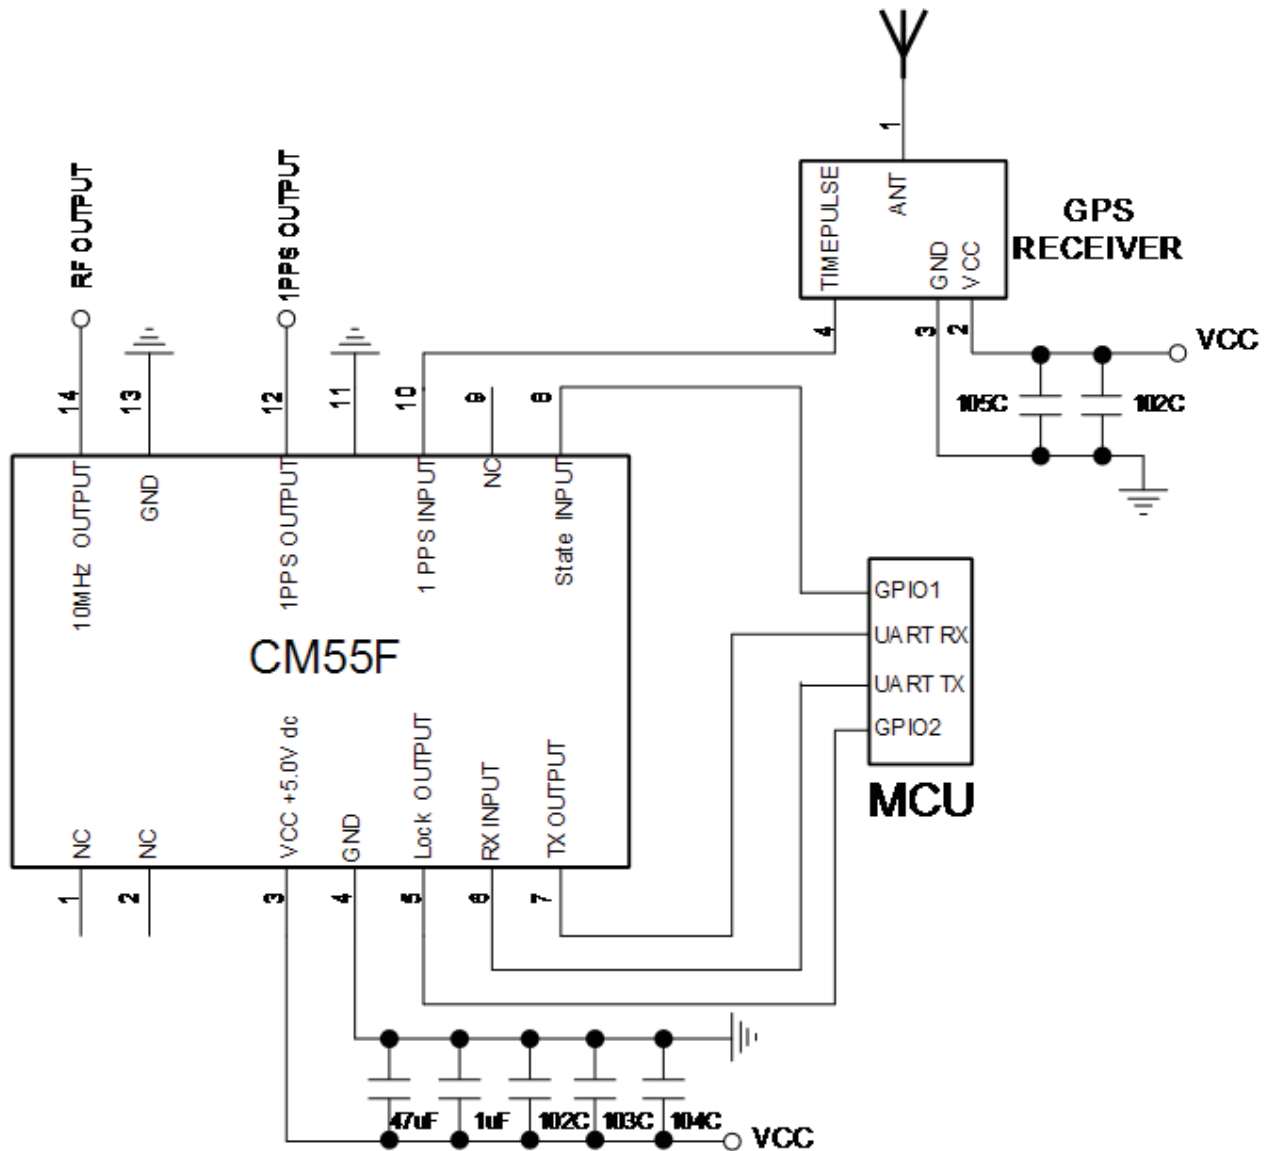 1
TIMEPULSE
ANT
GND
VCC
GPS
RECEIVER
4
3
2
VCC
105C
102C
RF OUTPUT
1PPS OUTPUT
14
13
12
11
10
9
8
10MHz OUTPUT
GND
1PPS OUTPUT
1 PPS INPUT
NC
State INPUT
CM55F
GPIO1
UART RX
UART TX
GPIO2
MCU
NC
NC
VCC +5.0V dc
GND
Lock OUTPUT
RX INPUT
TX OUTPUT
1
2
3
4
5
6
7
47uF
1uF
102C
103C
104C
VCC